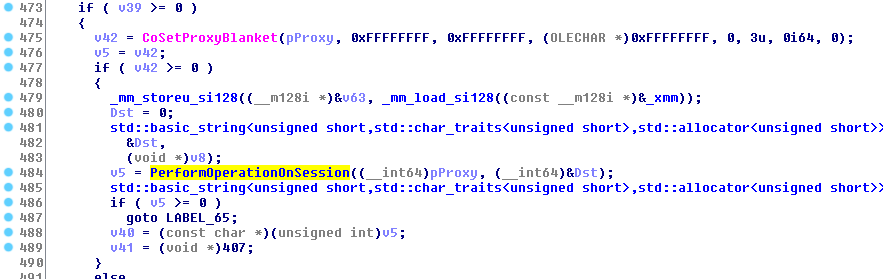 473 if ( v39 >= 0 )
474 {
475 v42 = CoSetProxyBlanket(pProxy, 0xFFFFFFFF, 0xFFFFFFFF, (OLECHAR *)0xFFFFFFFF, 0, 3u, 0i64, 0);
476 v5 = v42;
477 if ( v42 >= 0 )
478 {
479 _mm_storeu_si128((__m128i *)&v63, _mm_load_si128((const __m128i *)&_xmm));
480 Dst = 0;
481 std::basic_string<unsigned short,std::char_traits<unsigned short>,std::allocator<unsigned short>>
482 &Dst,
483 (void *)v8);
484 v5 = PerformOperationOnSession((__int64)pProxy, (__int64)&Dst);
485 std::basic_string<unsigned short,std::char_traits<unsigned short>,std::allocator<unsigned short>>
486 if ( v5 >= 0 )
487 goto LABEL_65;
488 v40 = (const char *)(unsigned int)v5;
489 v41 = (void *)407;
490 }
491 else